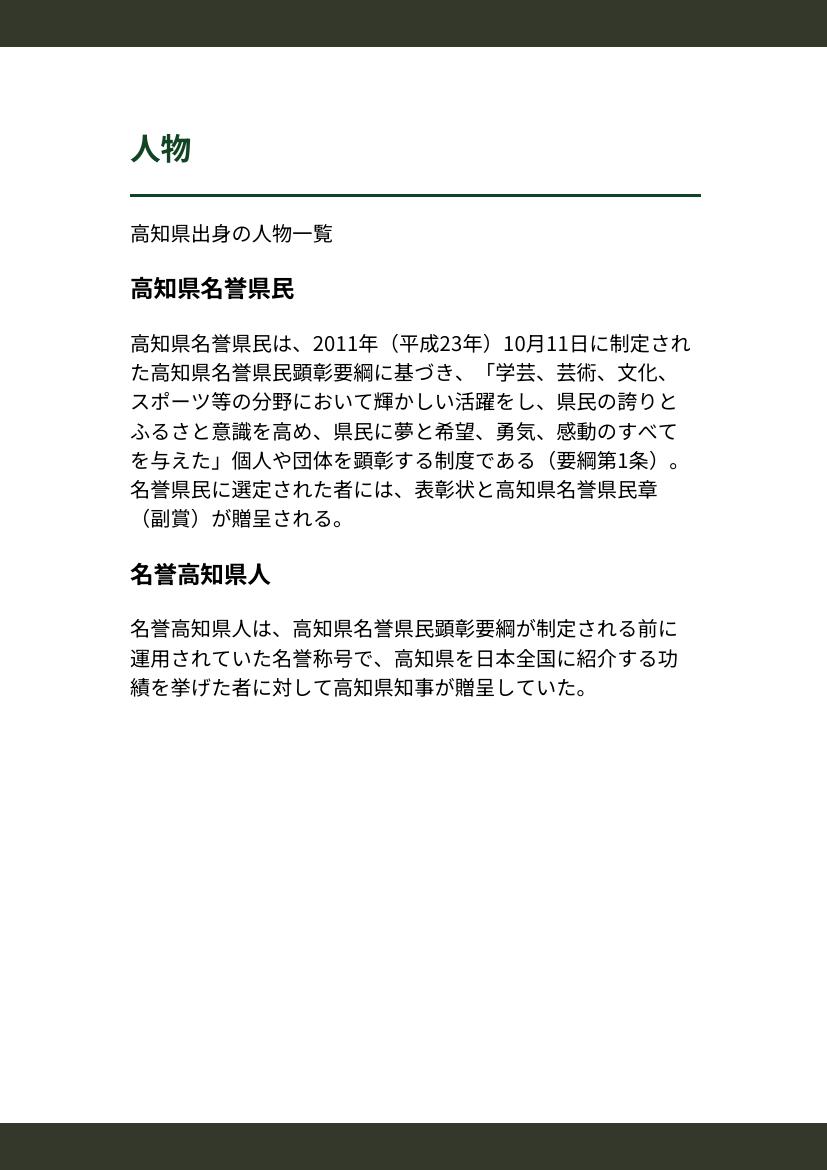 人物
高知県出身の人物一覧
高知県名誉県民
高知県名誉県民は、2011年（平成23年）10月11日に制定され
た高知県名誉県民顕彰要綱に基づき、「学芸、芸術、文化、
スポーツ等の分野において輝かしい活躍をし、県民の誇りと
ふるさと意識を高め、県民に夢と希望、勇気、感動のすべて
を与えた」個人や団体を顕彰する制度である（要綱第1条）。
名誉県民に選定された者には、表彰状と高知県名誉県民章
（副賞）が贈呈される。
名誉高知県人
名誉高知県人は、高知県名誉県民顕彰要綱が制定される前に
運用されていた名誉称号で、高知県を日本全国に紹介する功
績を挙げた者に対して高知県知事が贈呈していた。